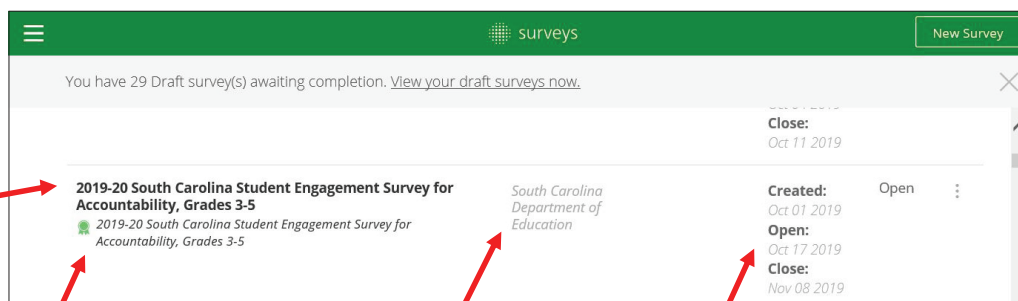 surveys
New Survey
You have 29 Draft survey(s) awaiting completion. View your draft surveys now.
Close:
Oct 11 2019
2019-20 South Carolina Student Engagement Survey for
Accountability, Grades 3-5
2019-20 South Carolina Student Engagement Survey for
Accountability, Grades 3-5
South Carolina
Department of
Education
Created:
Oct 01 2019
Open:
Oct 17 2019
Close:
Nov 08 2019
Open